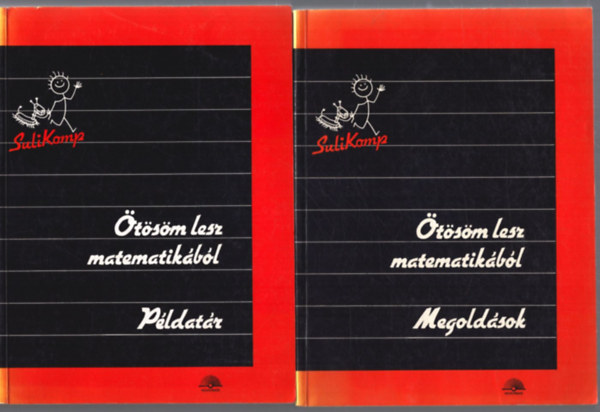 SuliKomp
Ötösöm lesz
matematikából
Példatár
SuliKomp
Ötösöm lesz
matematikából
Megoldások